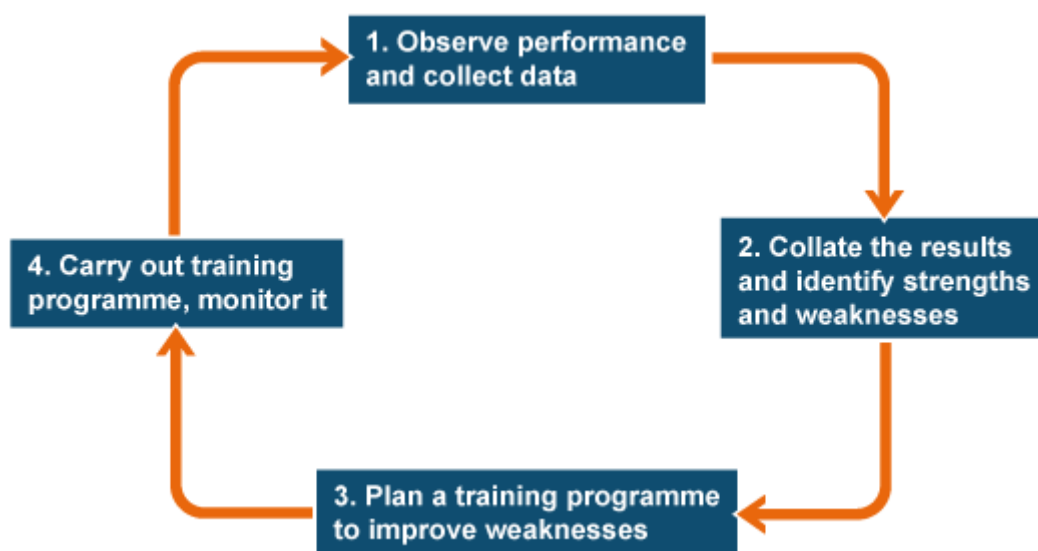 1. Observe performance
and collect data
2. Collate the results
and identify strengths
and weaknesses
3. Plan a training programme
to improve weaknesses
4. Carry out training
programme, monitor it